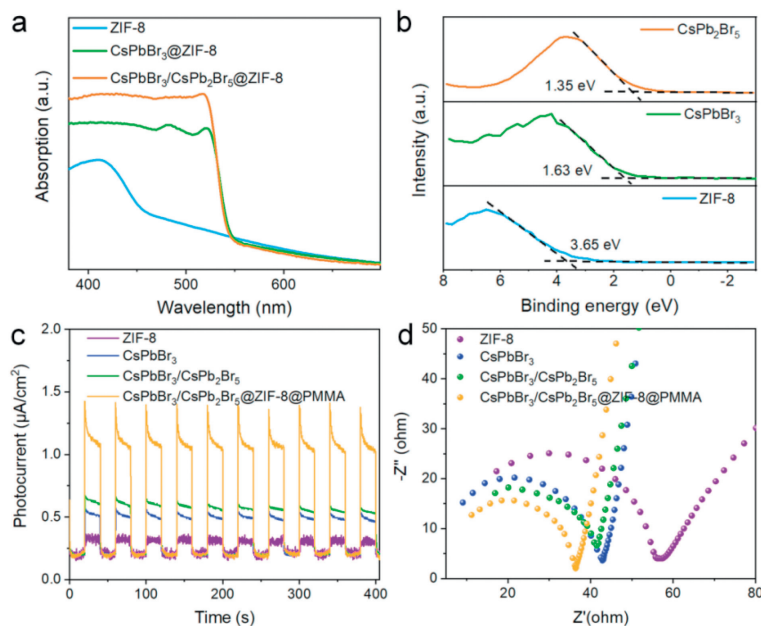 a
ZIF-8
CsPbBr₃@ZIF-8
CsPbBr₃/CsPb₂Br₅@ZIF-8
Absorption (a.u.)
400 500 600
Wavelength (nm)
b
CsPb₂Br₅
1.35 eV
CsPbBr₃
1.63 eV
ZIF-8
3.65 eV
Intensity (a.u.)
8 6 4 2 0 -2
Binding energy (eV)
c
ZIF-8
CsPbBr₃
CsPbBr₃/CsPb₂Br₅
CsPbBr₃/CsPb₂Br₅@ZIF-8@PMMA
Photocurrent (μA/cm²)
2.0
1.5
1.0
0.5
0.0
0 100 200 300 400
Time (s)
d
ZIF-8
CsPbBr₃
CsPbBr₃/CsPb₂Br₅
CsPbBr₃/CsPb₂Br₅@ZIF-8@PMMA
-Z" (ohm)
50
40
30
20
10
0
20 40 60 80
Z'(ohm)